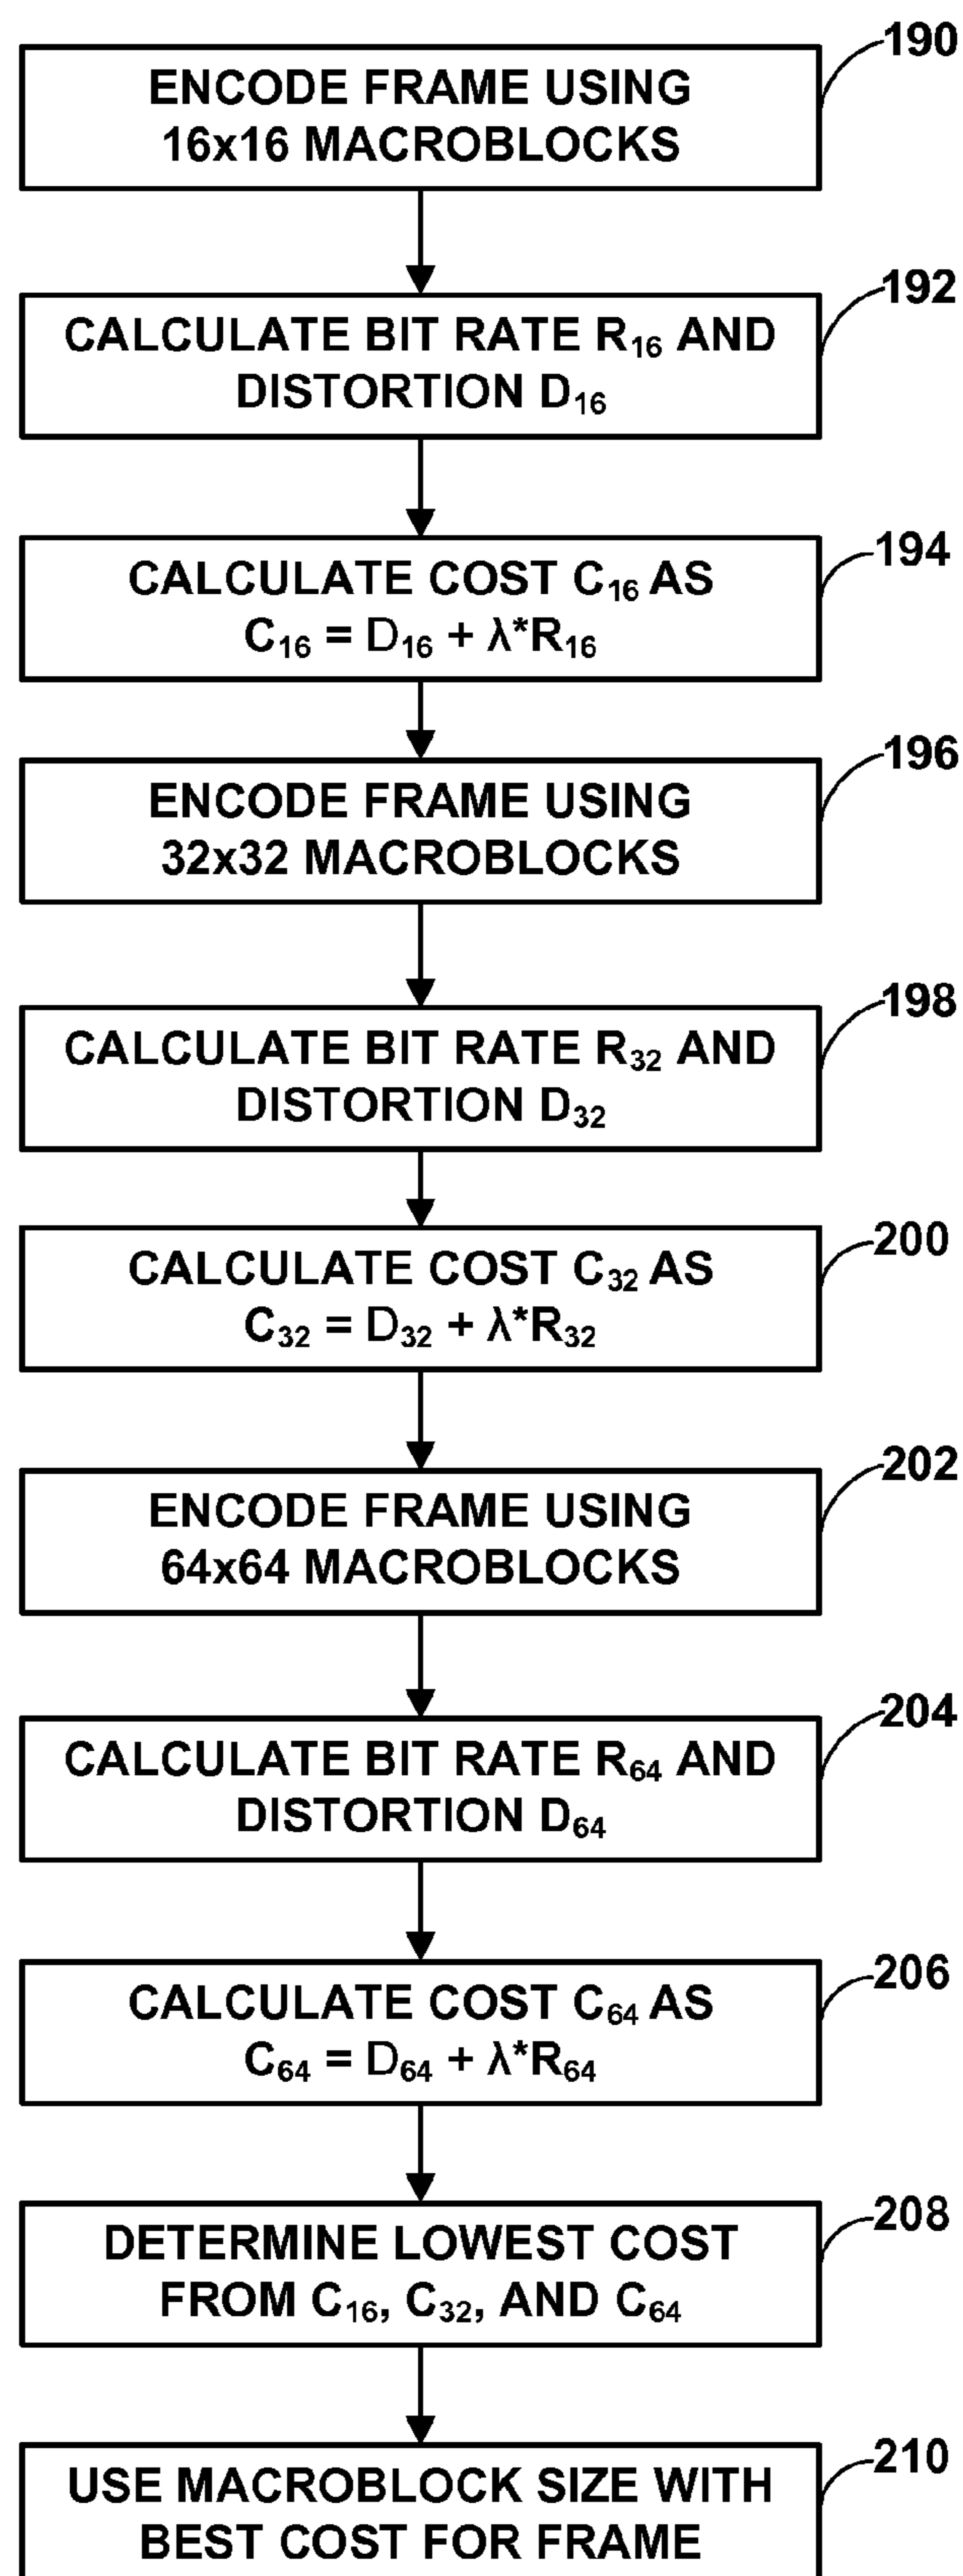 190
ENCODE FRAME USING
16x16 MACROBLOCKS
192
CALCULATE BIT RATE R₁₆ AND
DISTORTION D₁₆
194
CALCULATE COST C₁₆ AS
C₁₆ = D₁₆ + λ*R₁₆
196
ENCODE FRAME USING
32x32 MACROBLOCKS
198
CALCULATE BIT RATE R₃₂ AND
DISTORTION D₃₂
200
CALCULATE COST C₃₂ AS
C₃₂ = D₃₂ + λ*R₃₂
202
ENCODE FRAME USING
64x64 MACROBLOCKS
204
CALCULATE BIT RATE R₆₄ AND
DISTORTION D₆₄
206
CALCULATE COST C₆₄ AS
C₆₄ = D₆₄ + λ*R₆₄
208
DETERMINE LOWEST COST
FROM C₁₆, C₃₂, AND C₆₄
210
USE MACROBLOCK SIZE WITH
BEST COST FOR FRAME